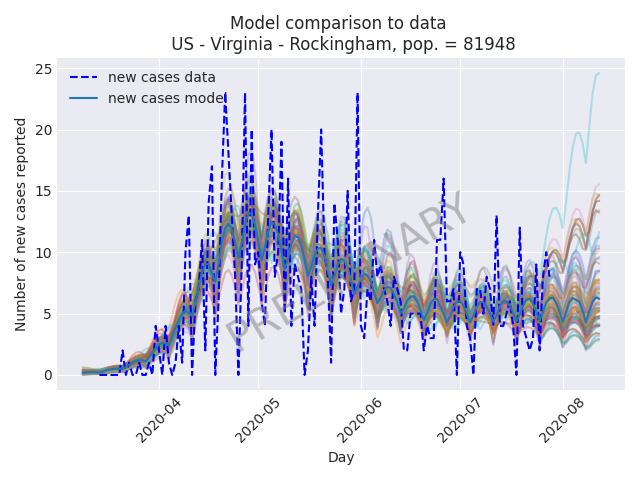 Model comparison to data
US - Virginia - Rockingham, pop. = 81948
25
20
15
10
5
0
Number of new cases reported
new cases data
new cases model
PRELIMINARY
2020-04
2020-05
2020-06
2020-07
2020-08
Day